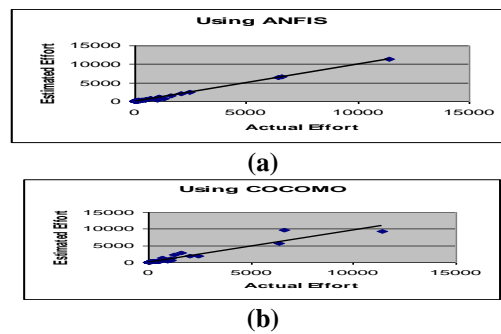 Using ANFIS
Estimated Effort
15000
10000
5000
0
0 5000 10000 15000
Actual Effort
(a)
Using COCOMO
Estimated Effort
15000
10000
5000
0
0 5000 10000 15000
Actual Effort
(b)